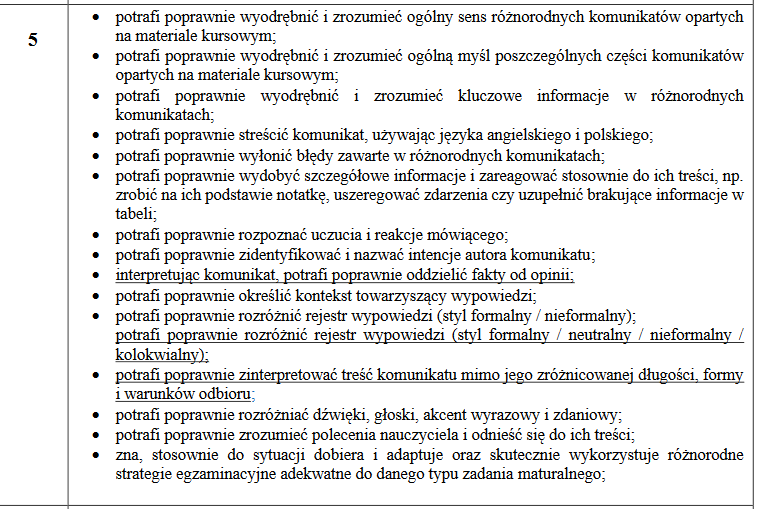 5
• potrafi poprawnie wyodrębnić i zrozumieć ogólny sens różnorodnych komunikatów opartych
na materiale kursowym;
• potrafi poprawnie wyodrębnić i zrozumieć ogólną myśl poszczególnych części komunikatów
opartych na materiale kursowym;
• potrafi poprawnie wyodrębnić i zrozumieć kluczowe informacje w różnorodnych
komunikatach;
• potrafi poprawnie streścić komunikat, używając języka angielskiego i polskiego;
• potrafi poprawnie wyłonić błędy zawarte w różnorodnych komunikatach;
• potrafi poprawnie wydobyć szczegółowe informacje i zareagować stosownie do ich treści, np.
zrobić na ich podstawie notatkę, uszeregować zdarzenia czy uzupełnić brakujące informacje w
tabeli;
• potrafi poprawnie rozpoznać uczucia i reakcje mówiącego;
• potrafi poprawnie zidentyfikować i nazwać intencje autora komunikatu;
• interpretując komunikat, potrafi poprawnie oddzielić fakty od opinii;
• potrafi poprawnie określić kontekst towarzyszący wypowiedzi;
• potrafi poprawnie rozróżnić rejestr wypowiedzi (styl formalny / nieformalny);
potrafi poprawnie rozróżnić rejestr wypowiedzi (styl formalny / neutralny / nieformalny /
kolokwialny);
• potrafi poprawnie zinterpretować treść komunikatu mimo jego zróżnicowanej długości, formy
i warunków odbioru;
• potrafi poprawnie rozróżniać dźwięki, głoski, akcent wyrazowy i zdaniowy;
• potrafi poprawnie zrozumieć polecenia nauczyciela i odnieść się do ich treści;
• zna, stosownie do sytuacji dobiera i adaptuje oraz skutecznie wykorzystuje różnorodne
strategie egzaminacyjne adekwatne do danego typu zadania maturalnego;